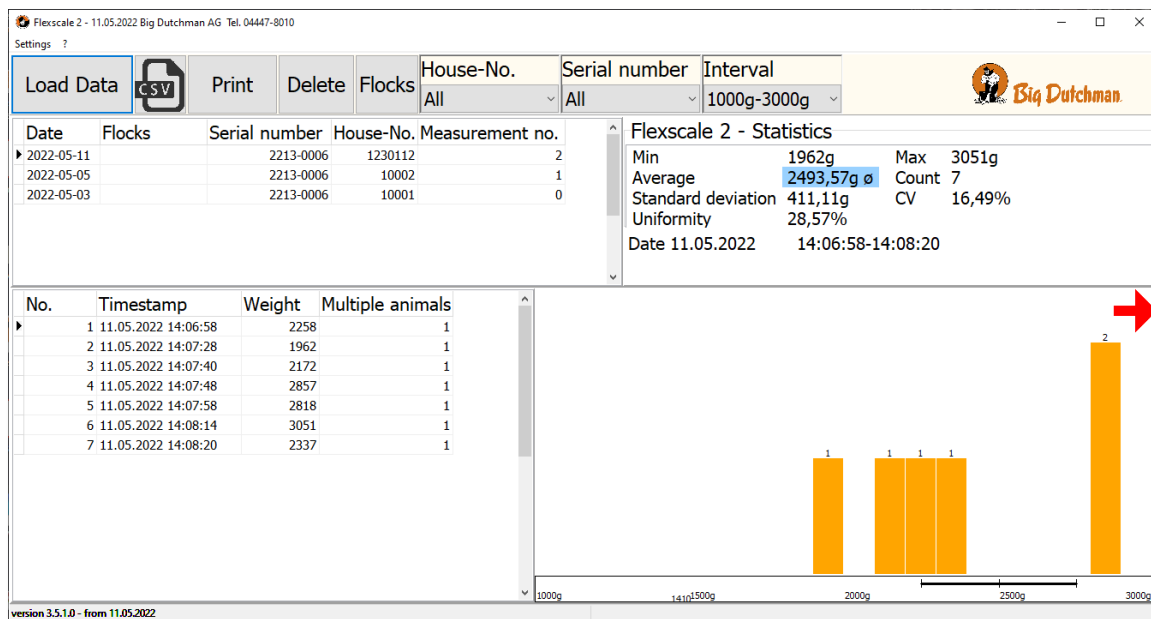 Flexscale 2 - 11.05.2022 Big Dutchman AG Tel. 04447-8010
Settings ?
Load Data CSV Print Delete Flocks House-No. Serial number Interval
All All 1000g-3000g
Big Dutchman.
Date Flocks Serial number House-No. Measurement no.
2022-05-11 2213-0006 1230112 2
2022-05-05 2213-0006 10002 1
2022-05-03 2213-0006 10001 0
Flexscale 2 - Statistics
Min 1962g Max 3051g
Average 2493,57g ø Count 7
Standard deviation 411,11g CV 16,49%
Uniformity 28,57%
Date 11.05.2022 14:06:58-14:08:20
No. Timestamp Weight Multiple animals
1 11.05.2022 14:06:58 2258 1
2 11.05.2022 14:07:28 1962 1
3 11.05.2022 14:07:40 2172 1
4 11.05.2022 14:07:48 2857 1
5 11.05.2022 14:07:58 2818 1
6 11.05.2022 14:08:14 3051 1
7 11.05.2022 14:08:20 2337 1
2
1 1 1 1
1000g 1410 1500g 2000g 2500g 3000g
version 3.5.1.0 - from 11.05.2022